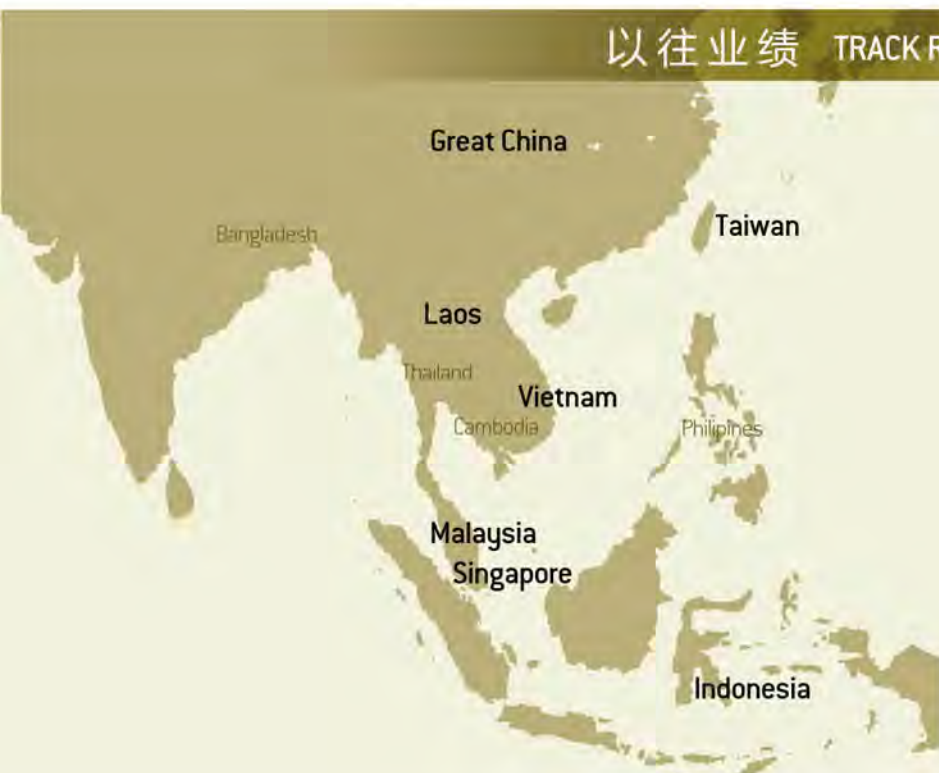 以往业绩 TRACK R
Great China
Taiwan
Bangladesh
Laos
Thailand
Vietnam
Cambodia
Philipines
Malaysia
Singapore
Indonesia